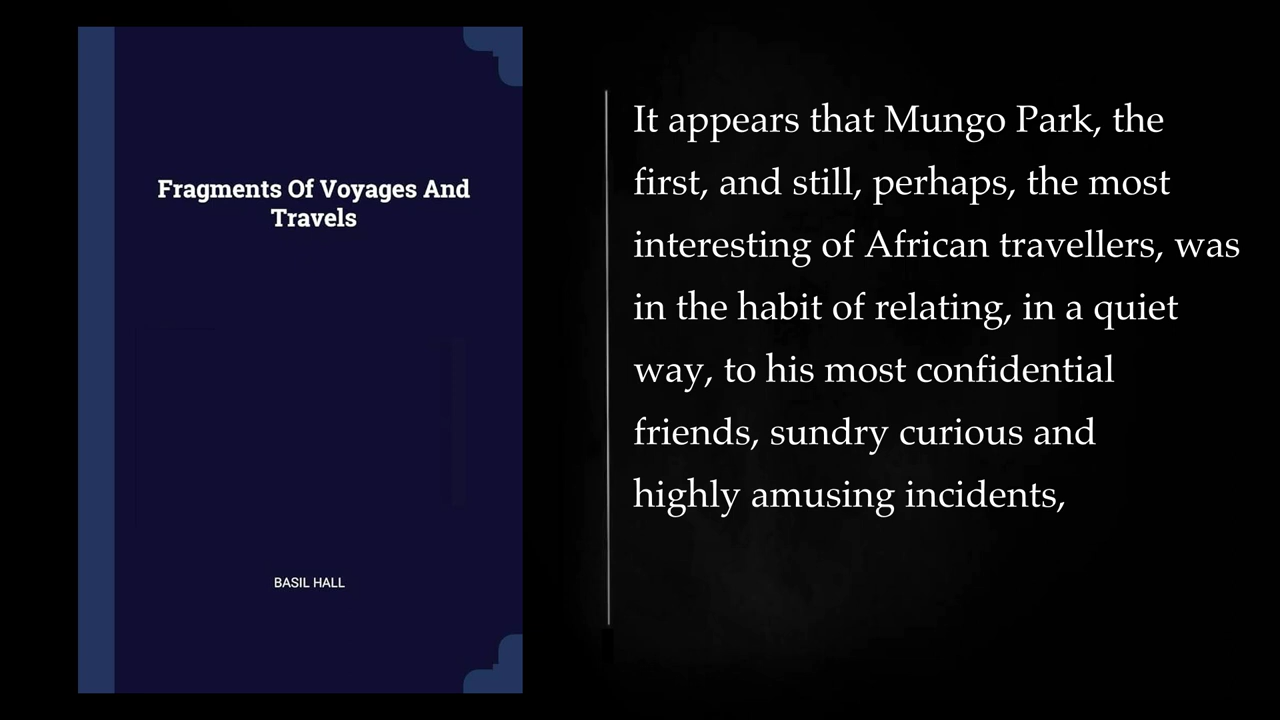 Fragments Of Voyages And
Travels
BASIL HALL
It appears that Mungo Park, the
first, and still, perhaps, the most
interesting of African travellers, was
in the habit of relating, in a quiet
way, to his most confidential
friends, sundry curious and
highly amusing incidents,